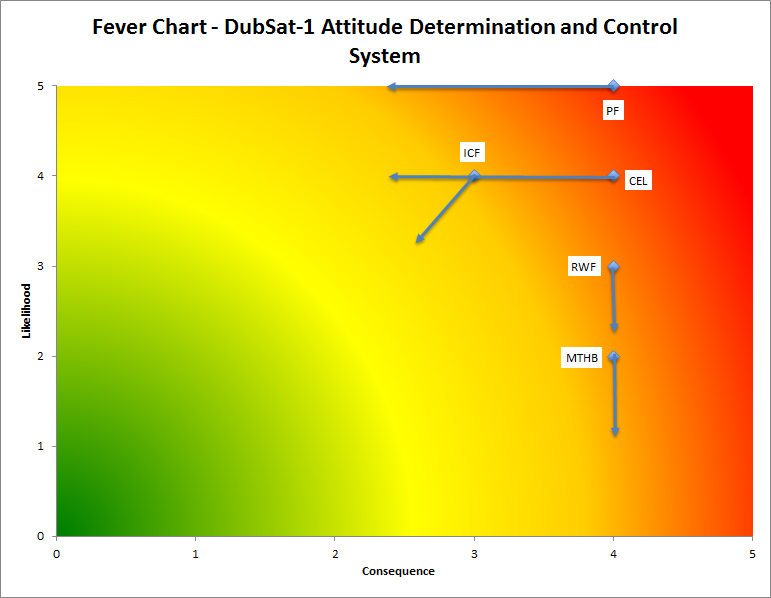 Fever Chart - DubSat-1 Attitude Determination and Control
System
5
PF
ICF
4
CEL
3
RWF
Likelihood
2
MTHB
1
0
0 1 2 3 4 5
Consequence